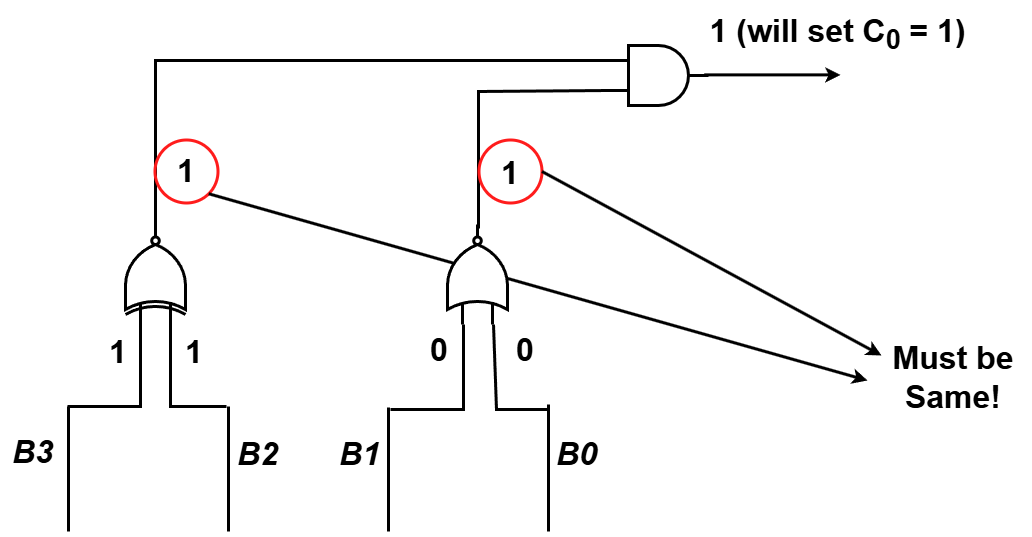 1 (will set C₀ = 1)
1
1
1
1
0
0
Must be
Same!
B3
B2
B1
B0